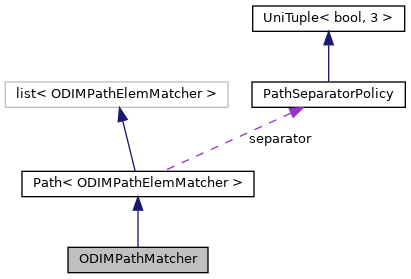 UniTuple< bool, 3 >
list< ODIMPathElemMatcher >
PathSeparatorPolicy
separator
Path< ODIMPathElemMatcher >
ODIMPathMatcher